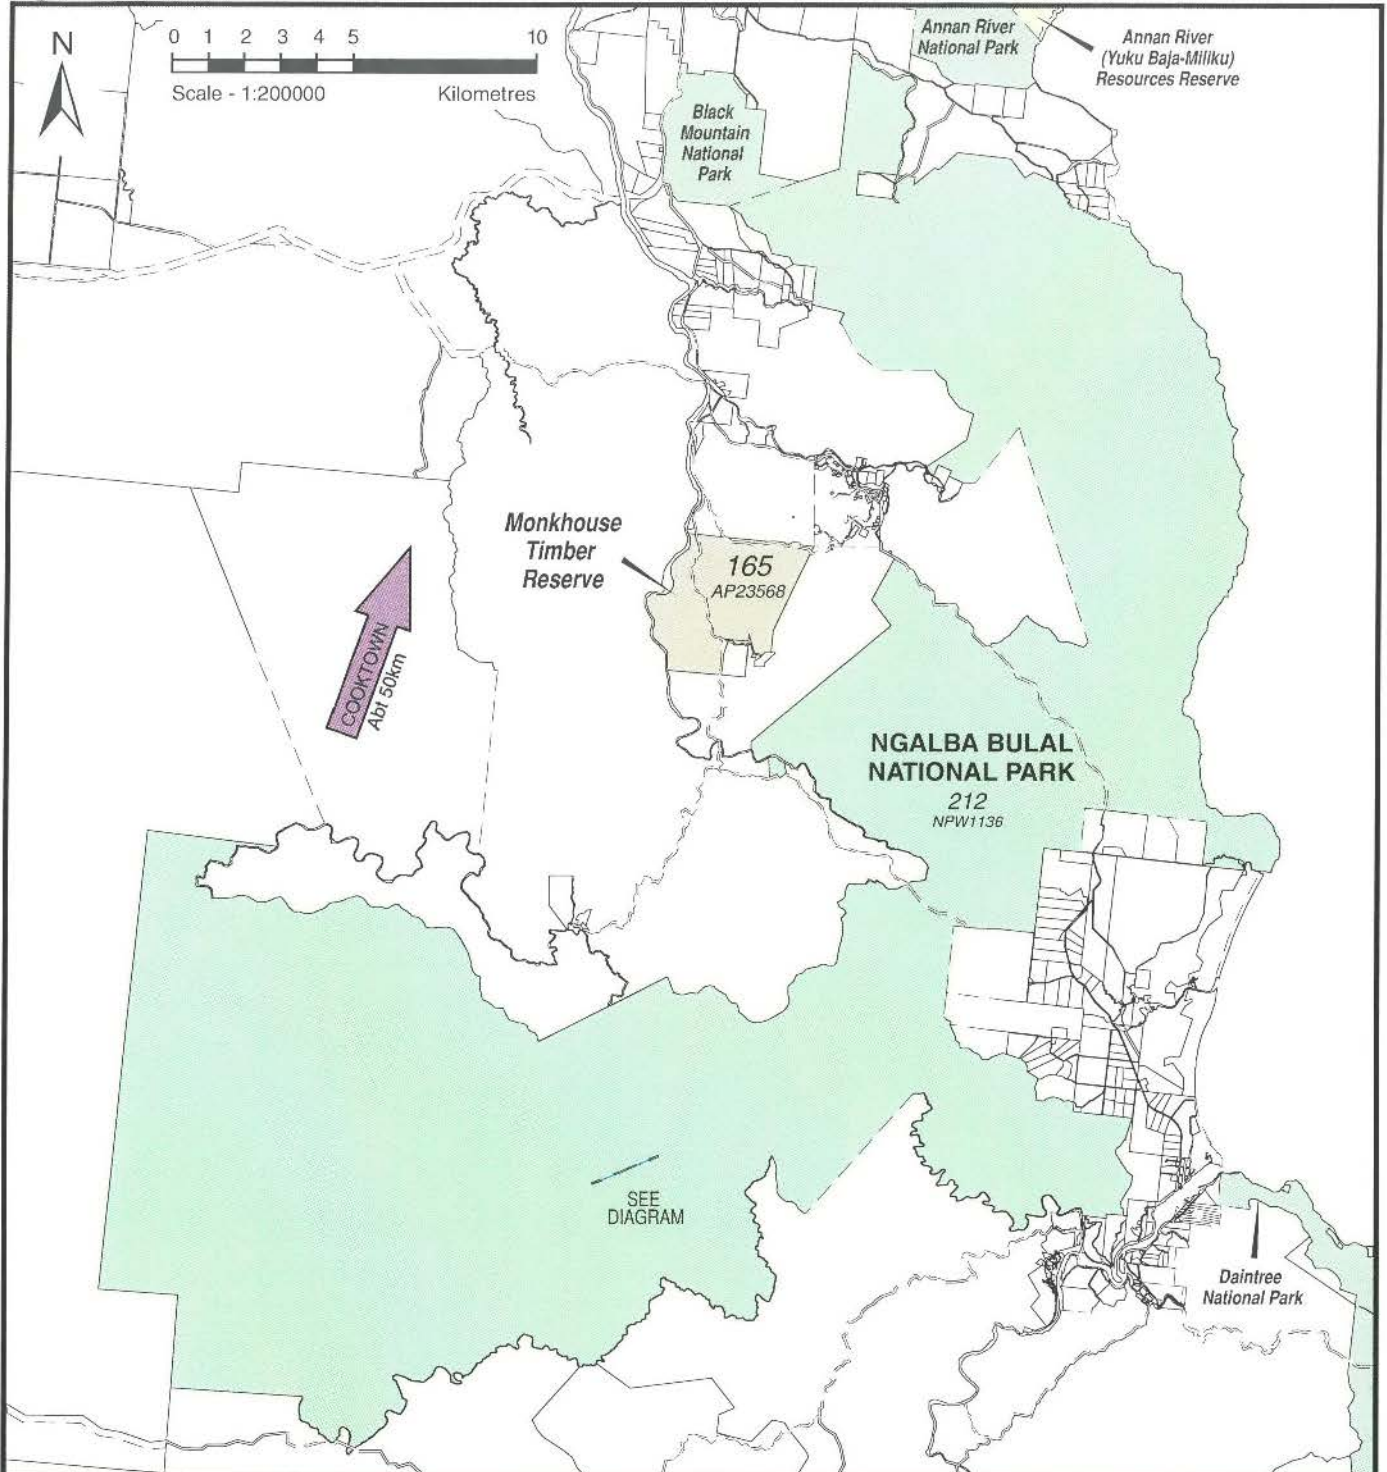 N
0 1 2 3 4 5 10
Scale - 1:200000 Kilometres
Annan River
National Park
Annan River
(Yuku Baja-Miliku)
Resources Reserve
Black
Mountain
National
Park
Monkhouse
Timber
Reserve
165
AP23568
COOKTOWN
Abt 50km
NGALBA BULAL
NATIONAL PARK
212
NPW1136
SEE
DIAGRAM
Daintree
National Park